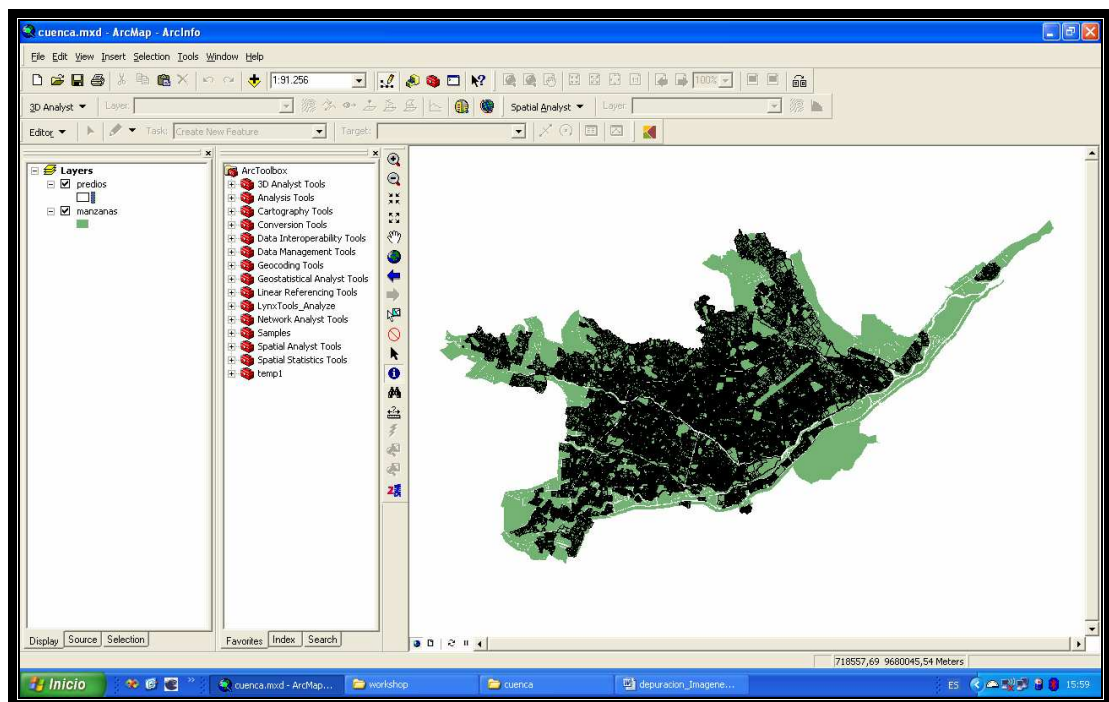 cuenca.mxd - ArcMap - ArcInfo
File Edit View Insert Selection Tools Window Help
1:91.256 100%
3D Analyst Layer: Spatial Analyst Layer:
Editor Task: Create New Feature Target:
Layers
predios
manzanas
ArcToolbox
3D Analyst Tools
Analysis Tools
Cartography Tools
Conversion Tools
Data Interoperability Tools
Data Management Tools
Geocoding Tools
Geostatistical Analyst Tools
Linear Referencing Tools
LynxTools_Analyze
Network Analyst Tools
Samples
Spatial Analyst Tools
Spatial Statistics Tools
temp1
Display Source Selection
Favorites Index Search
718557,69 9680045,54 Meters
Inicio cuenca.mxd - ArcMap... workshop cuenca depuracion_Imagene... ES 15:59